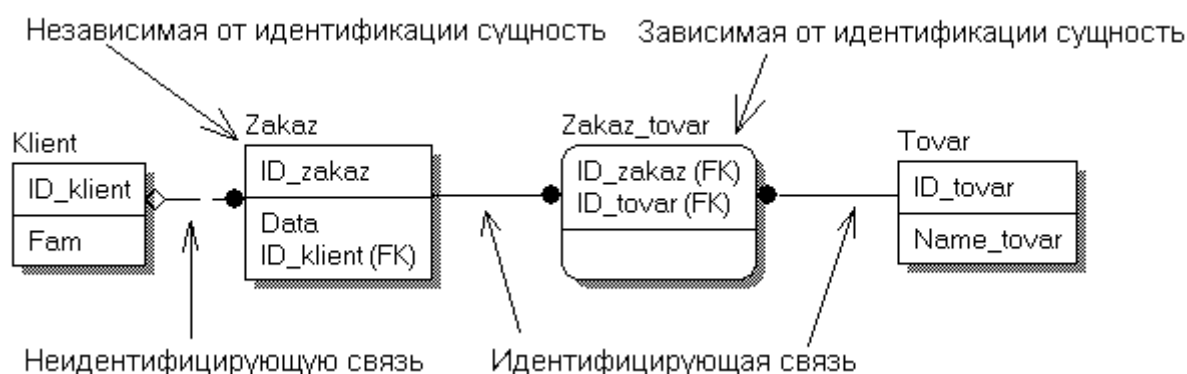 Независимая от идентификации сущность
Зависимая от идентификации сущность
Klient
ID_klient
Fam
Zakaz
ID_zakaz
Data
ID_klient (FK)
Zakaz_tovar
ID_zakaz (FK)
ID_tovar (FK)
Tovar
ID_tovar
Name_tovar
Неидентифицирующую связь
Идентифицирующая связь